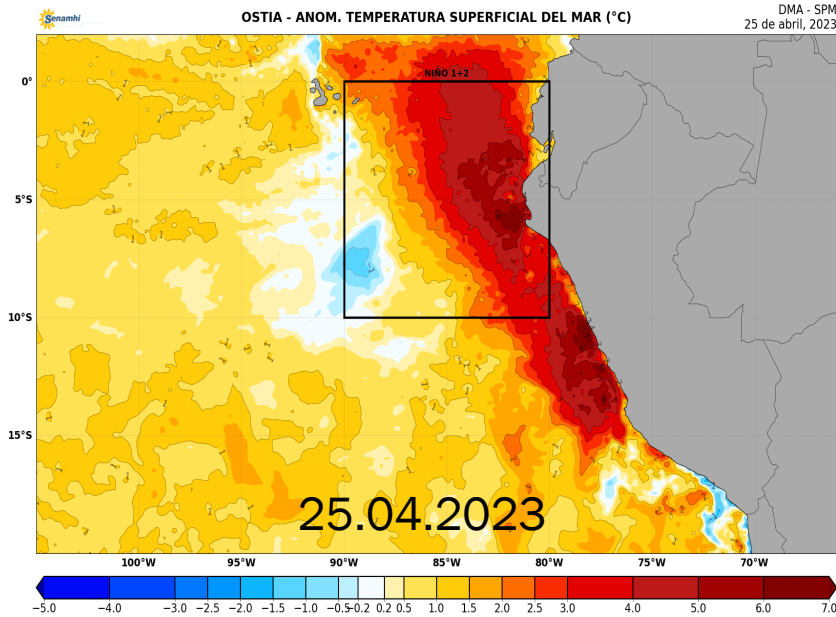 Senamhi
OSTIA - ANOM. TEMPERATURA SUPERFICIAL DEL MAR (°C)
DMA - SPM
25 de abril, 2023
NIÑO 1+2
0°
5°S
10°S
15°S
25.04.2023
100°W 95°W 90°W 85°W 80°W 75°W 70°W
−5.0 −4.0 −3.0 −2.5 −2.0 −1.5 −1.0 −0.5 −0.2 0.2 0.5 1.0 1.5 2.0 2.5 3.0 4.0 5.0 6.0 7.0